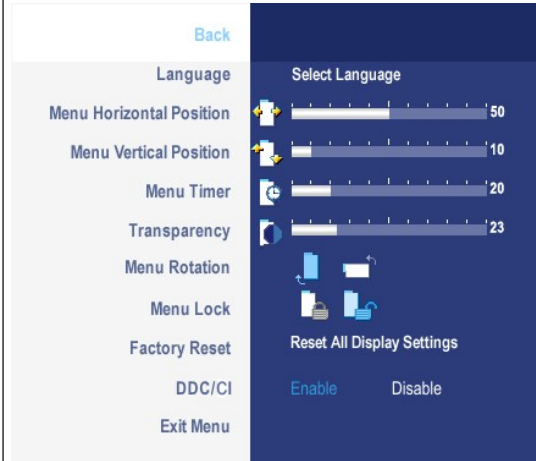 Back
Language Select Language
Menu Horizontal Position 50
Menu Vertical Position 10
Menu Timer 20
Transparency 23
Menu Rotation
Menu Lock
Factory Reset Reset All Display Settings
DDC/CI Enable Disable
Exit Menu